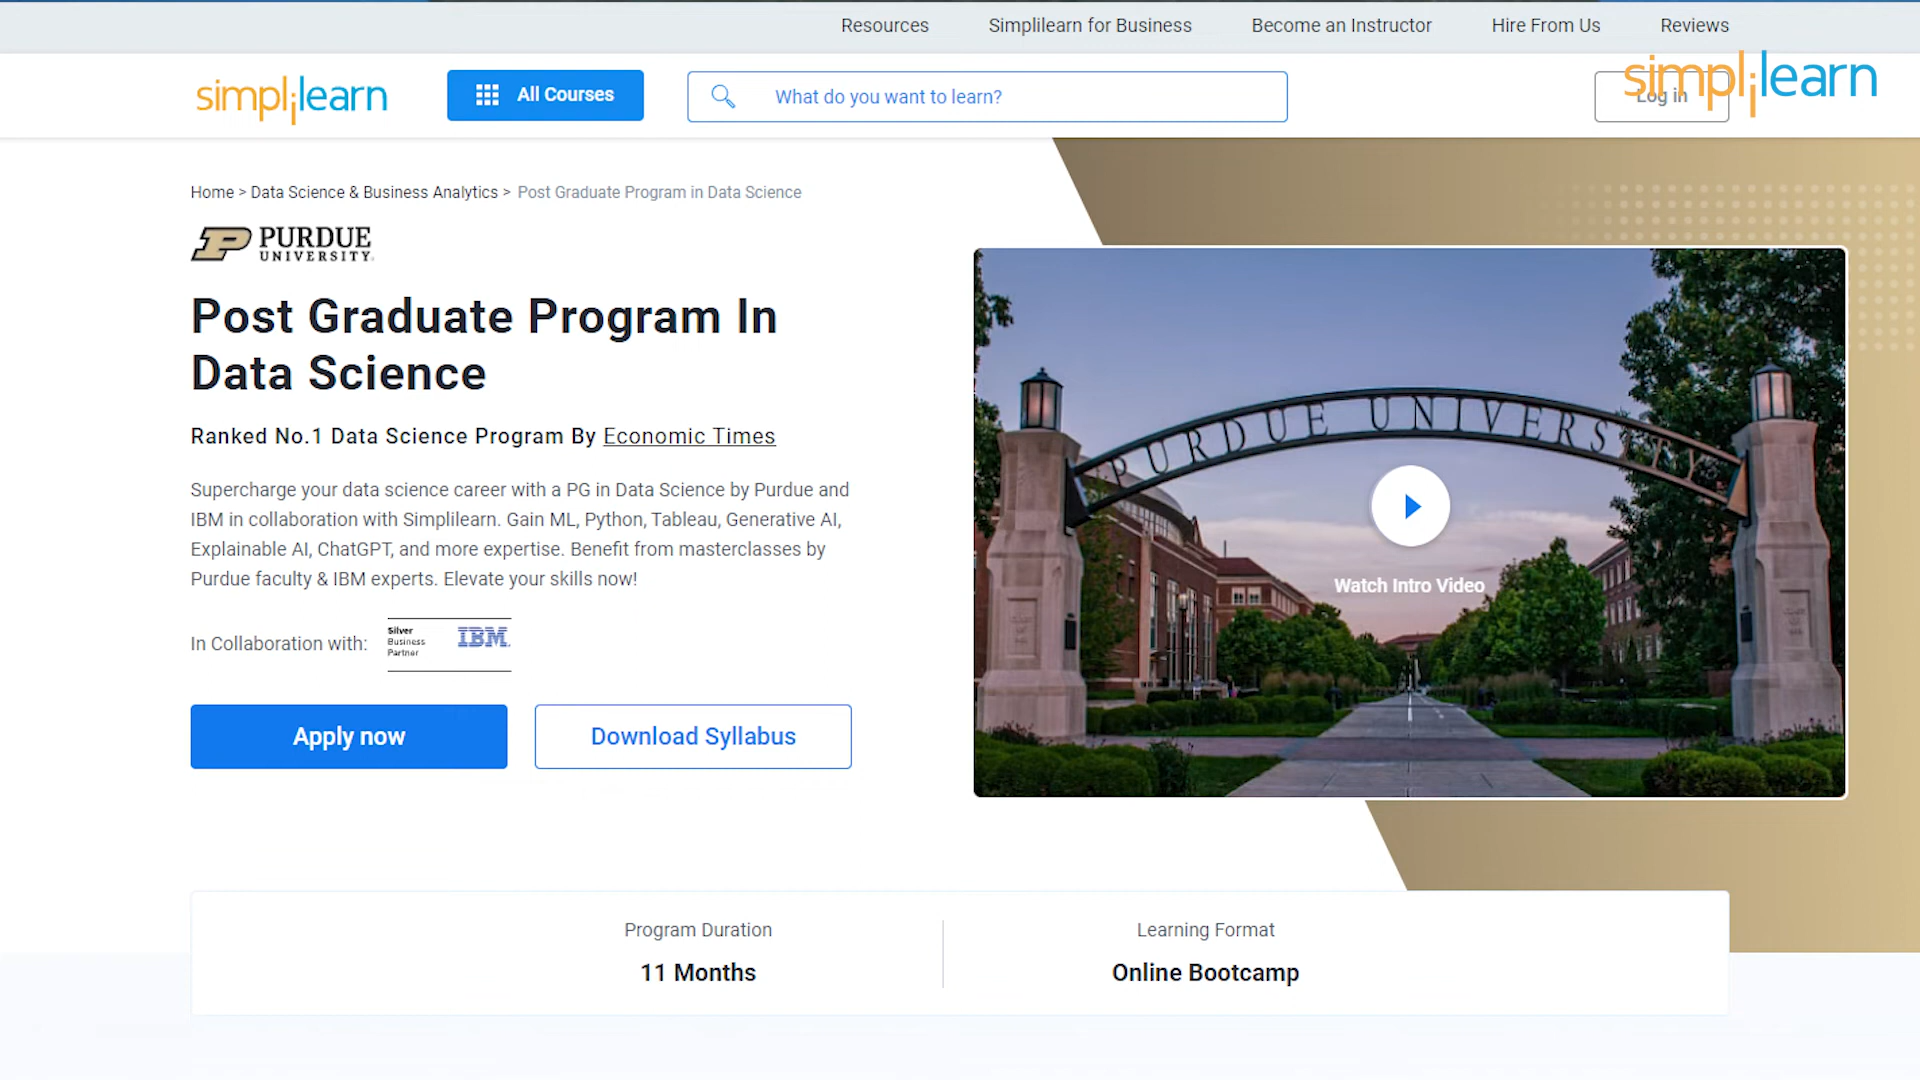 Resources Simplilearn for Business Become an Instructor Hire From Us Reviews
simplilearn
All Courses
What do you want to learn?
Log in
simplilearn
Home > Data Science & Business Analytics > Post Graduate Program in Data Science
PURDUE
UNIVERSITY.
Post Graduate Program In
Data Science
Ranked No.1 Data Science Program By Economic Times
Supercharge your data science career with a PG in Data Science by Purdue and
IBM in collaboration with Simplilearn. Gain ML, Python, Tableau, Generative AI,
Explainable AI, ChatGPT, and more expertise. Benefit from masterclasses by
Purdue faculty & IBM experts. Elevate your skills now!
In Collaboration with:
Silver
Business
Partner
IBM.
Apply now
Download Syllabus
PURDUE UNIVERSITY
Watch Intro Video
Program Duration
11 Months
Learning Format
Online Bootcamp